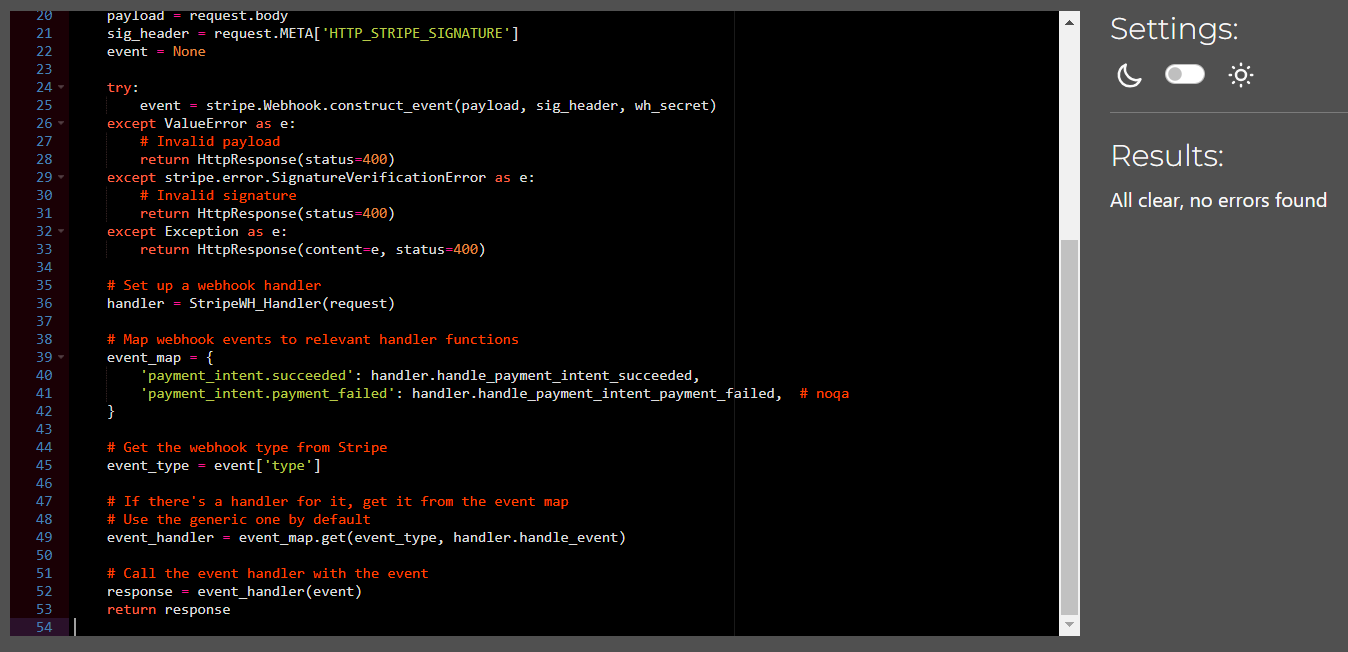 20 payload = request.body
21 sig_header = request.META['HTTP_STRIPE_SIGNATURE']
22 event = None
23
24 try:
25 event = stripe.Webhook.construct_event(payload, sig_header, wh_secret)
26 except ValueError as e:
27 # Invalid payload
28 return HttpResponse(status=400)
29 except stripe.error.SignatureVerificationError as e:
30 # Invalid signature
31 return HttpResponse(status=400)
32 except Exception as e:
33 return HttpResponse(content=e, status=400)
34
35 # Set up a webhook handler
36 handler = StripeWH_Handler(request)
37
38 # Map webhook events to relevant handler functions
39 event_map = {
40 'payment_intent.succeeded': handler.handle_payment_intent_succeeded,
41 'payment_intent.payment_failed': handler.handle_payment_intent_payment_failed,  # noqa
42 }
43
44 # Get the webhook type from Stripe
45 event_type = event['type']
46
47 # If there's a handler for it, get it from the event map
48 # Use the generic one by default
49 event_handler = event_map.get(event_type, handler.handle_event)
50
51 # Call the event handler with the event
52 response = event_handler(event)
53 return response
54
Settings:
Results:
All clear, no errors found